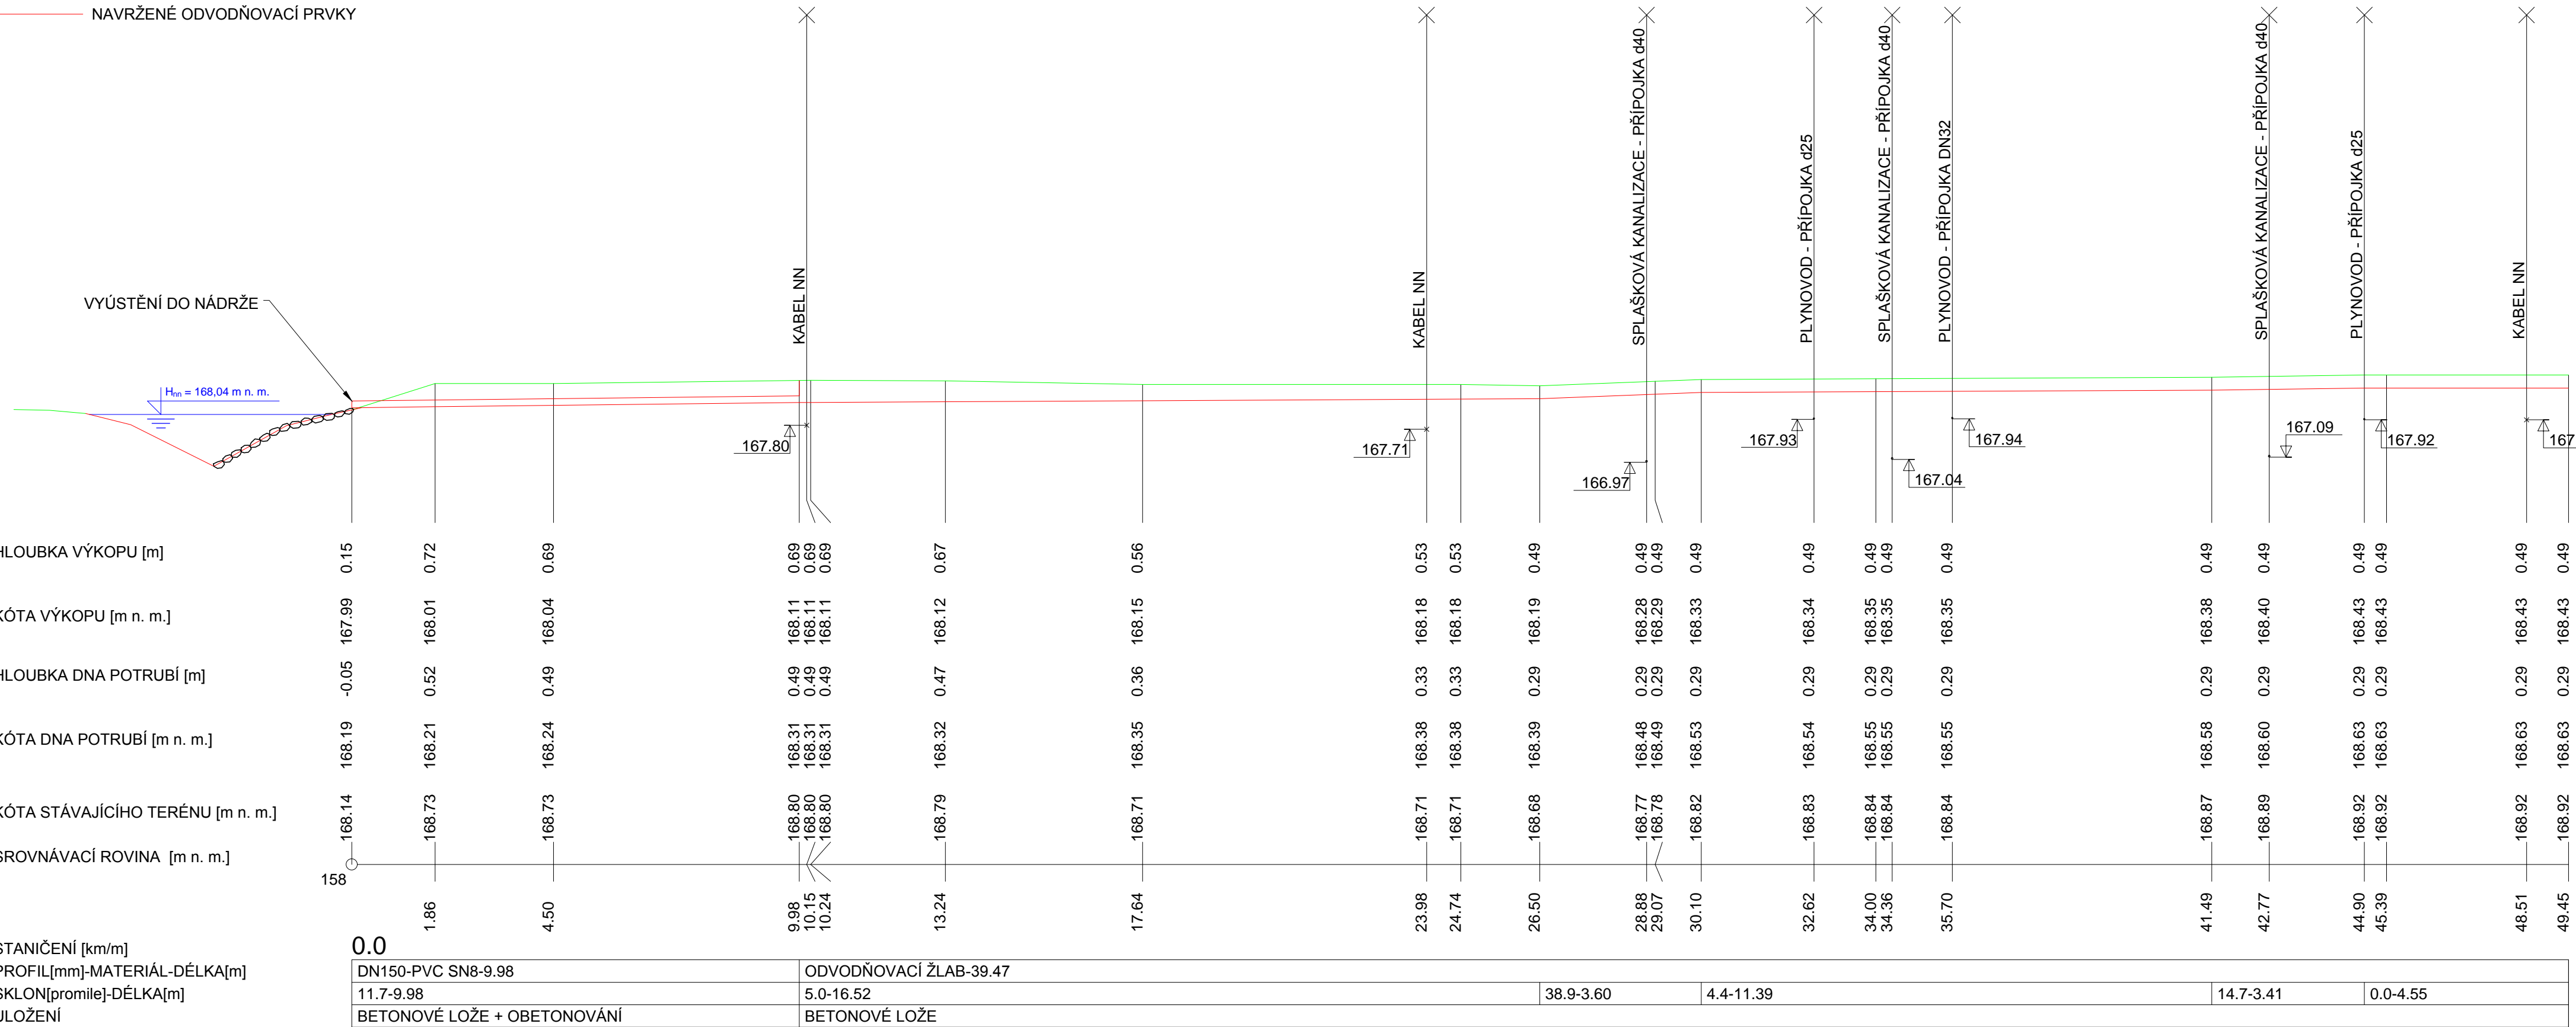 NAVRŽENÉ ODVODŇOVACÍ PRVKY
KABEL NN
KABEL NN
SPLAŠKOVÁ KANALIZACE - PŘÍPOJKA d40
PLYNOVOD - PŘÍPOJKA d25
SPLAŠKOVÁ KANALIZACE - PŘÍPOJKA d40
PLYNOVOD - PŘÍPOJKA DN32
SPLAŠKOVÁ KANALIZACE - PŘÍPOJKA d40
PLYNOVOD - PŘÍPOJKA d25
KABEL NN
VYÚSTĚNÍ DO NÁDRŽE
Hnn = 168,04 m n. m.
167.80
167.71
166.97
167.93
167.04
167.94
167.09
167.92
167
HLOUBKA VÝKOPU [m] 0.15 0.72 0.69 0.69 0.69 0.69 0.67 0.56 0.53 0.53 0.49 0.49 0.49 0.49 0.49 0.49 0.49 0.49 0.49 0.49 0.49 0.49 0.49 0.49
KÓTA VÝKOPU [m n. m.] 167.99 168.01 168.04 168.11 168.11 168.11 168.12 168.15 168.18 168.18 168.19 168.28 168.29 168.33 168.34 168.35 168.35 168.35 168.38 168.40 168.43 168.43 168.43 168.43
HLOUBKA DNA POTRUBÍ [m] -0.05 0.52 0.49 0.49 0.49 0.49 0.47 0.36 0.33 0.33 0.29 0.29 0.29 0.29 0.29 0.29 0.29 0.29 0.29 0.29 0.29 0.29 0.29 0.29
KÓTA DNA POTRUBÍ [m n. m.] 168.19 168.21 168.24 168.31 168.31 168.31 168.32 168.35 168.38 168.38 168.39 168.48 168.49 168.53 168.54 168.55 168.55 168.55 168.58 168.60 168.63 168.63 168.63 168.63
KÓTA STÁVAJÍCÍHO TERÉNU [m n. m.] 168.14 168.73 168.73 168.80 168.80 168.80 168.79 168.71 168.71 168.71 168.68 168.77 168.78 168.82 168.83 168.84 168.84 168.84 168.87 168.89 168.92 168.92 168.92 168.92
SROVNÁVACÍ ROVINA [m n. m.]
158
1.86 4.50 9.98 10.15 10.24 13.24 17.64 23.98 24.74 26.50 28.88 29.07 30.10 32.62 34.00 34.36 35.70 41.49 42.77 44.90 45.39 48.51 49.45
STANIČENÍ [km/m] 0.0
PROFIL[mm]-MATERIÁL-DÉLKA[m] DN150-PVC SN8-9.98 ODVODŇOVACÍ ŽLAB-39.47
SKLON[promile]-DÉLKA[m] 11.7-9.98 5.0-16.52 38.9-3.60 4.4-11.39 14.7-3.41 0.0-4.55
ULOŽENÍ BETONOVÉ LOŽE + OBETONOVÁNÍ BETONOVÉ LOŽE